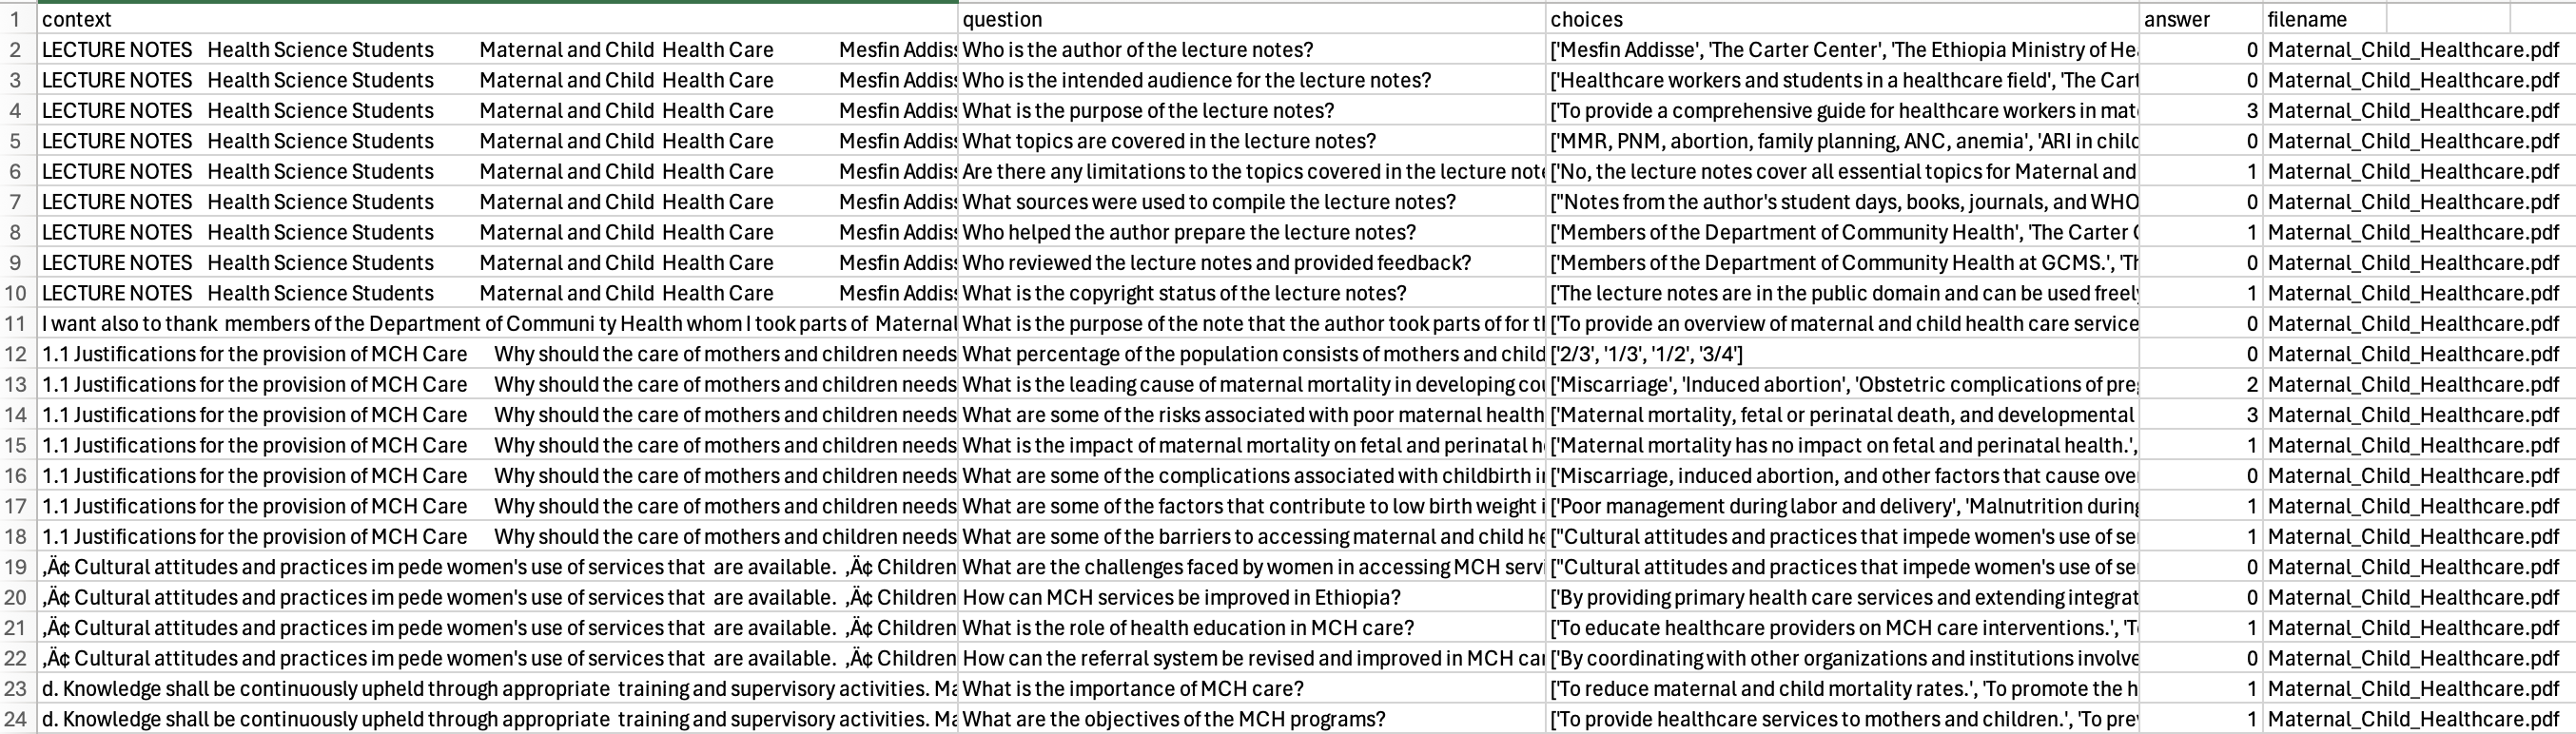 1 context question choices answer filename
2 LECTURE NOTES Health Science Students Maternal and Child Health Care Mesfin Addis Who is the author of the lecture notes? ['Mesfin Addisse', 'The Carter Center', 'The Ethiopia Ministry of He 0 Maternal_Child_Healthcare.pdf
3 LECTURE NOTES Health Science Students Maternal and Child Health Care Mesfin Addis Who is the intended audience for the lecture notes? ['Healthcare workers and students in a healthcare field', 'The Cart 0 Maternal_Child_Healthcare.pdf
4 LECTURE NOTES Health Science Students Maternal and Child Health Care Mesfin Addis What is the purpose of the lecture notes? ['To provide a comprehensive guide for healthcare workers in mat 3 Maternal_Child_Healthcare.pdf
5 LECTURE NOTES Health Science Students Maternal and Child Health Care Mesfin Addis What topics are covered in the lecture notes? ['MMR, PNM, abortion, family planning, ANC, anemia', 'ARI in chil 0 Maternal_Child_Healthcare.pdf
6 LECTURE NOTES Health Science Students Maternal and Child Health Care Mesfin Addis Are there any limitations to the topics covered in the lecture not ['No, the lecture notes cover all essential topics for Maternal and 1 Maternal_Child_Healthcare.pdf
7 LECTURE NOTES Health Science Students Maternal and Child Health Care Mesfin Addis What sources were used to compile the lecture notes? ["Notes from the author's student days, books, journals, and WHO 0 Maternal_Child_Healthcare.pdf
8 LECTURE NOTES Health Science Students Maternal and Child Health Care Mesfin Addis Who helped the author prepare the lecture notes? ['Members of the Department of Community Health', 'The Carter 1 Maternal_Child_Healthcare.pdf
9 LECTURE NOTES Health Science Students Maternal and Child Health Care Mesfin Addis Who reviewed the lecture notes and provided feedback? ['Members of the Department of Community Health at GCMS.', 'Th 0 Maternal_Child_Healthcare.pdf
10 LECTURE NOTES Health Science Students Maternal and Child Health Care Mesfin Addis What is the copyright status of the lecture notes? ['The lecture notes are in the public domain and can be used freel 1 Maternal_Child_Healthcare.pdf
11 I want also to thank members of the Department of Communi ty Health whom I took parts of Maternal What is the purpose of the note that the author took parts of for t ['To provide an overview of maternal and child health care service 0 Maternal_Child_Healthcare.pdf
12 1.1 Justifications for the provision of MCH Care Why should the care of mothers and children needs What percentage of the population consists of mothers and child ['2/3', '1/3', '1/2', '3/4'] 0 Maternal_Child_Healthcare.pdf
13 1.1 Justifications for the provision of MCH Care Why should the care of mothers and children needs What is the leading cause of maternal mortality in developing co ['Miscarriage', 'Induced abortion', 'Obstetric complications of pre 2 Maternal_Child_Healthcare.pdf
14 1.1 Justifications for the provision of MCH Care Why should the care of mothers and children needs What are some of the risks associated with poor maternal health ['Maternal mortality, fetal or perinatal death, and developmental 3 Maternal_Child_Healthcare.pdf
15 1.1 Justifications for the provision of MCH Care Why should the care of mothers and children needs What is the impact of maternal mortality on fetal and perinatal h ['Maternal mortality has no impact on fetal and perinatal health.', 1 Maternal_Child_Healthcare.pdf
16 1.1 Justifications for the provision of MCH Care Why should the care of mothers and children needs What are some of the complications associated with childbirth i ['Miscarriage, induced abortion, and other factors that cause ove 0 Maternal_Child_Healthcare.pdf
17 1.1 Justifications for the provision of MCH Care Why should the care of mothers and children needs What are some of the factors that contribute to low birth weight i ['Poor management during labor and delivery', 'Malnutrition during 1 Maternal_Child_Healthcare.pdf
18 1.1 Justifications for the provision of MCH Care Why should the care of mothers and children needs What are some of the barriers to accessing maternal and child he ["Cultural attitudes and practices that impede women's use of se 1 Maternal_Child_Healthcare.pdf
19 ‚Ä¢ Cultural attitudes and practices im pede women's use of services that are available. ‚Ä¢ Children What are the challenges faced by women in accessing MCH serv ["Cultural attitudes and practices that impede women's use of se 0 Maternal_Child_Healthcare.pdf
20 ‚Ä¢ Cultural attitudes and practices im pede women's use of services that are available. ‚Ä¢ Children How can MCH services be improved in Ethiopia? ['By providing primary health care services and extending integrat 0 Maternal_Child_Healthcare.pdf
21 ‚Ä¢ Cultural attitudes and practices im pede women's use of services that are available. ‚Ä¢ Children What is the role of health education in MCH care? ['To educate healthcare providers on MCH care interventions.', 'T 1 Maternal_Child_Healthcare.pdf
22 ‚Ä¢ Cultural attitudes and practices im pede women's use of services that are available. ‚Ä¢ Children How can the referral system be revised and improved in MCH ca ['By coordinating with other organizations and institutions involve 0 Maternal_Child_Healthcare.pdf
23 d. Knowledge shall be continuously upheld through appropriate training and supervisory activities. Ma What is the importance of MCH care? ['To reduce maternal and child mortality rates.', 'To promote the h 1 Maternal_Child_Healthcare.pdf
24 d. Knowledge shall be continuously upheld through appropriate training and supervisory activities. Ma What are the objectives of the MCH programs? ['To provide healthcare services to mothers and children.', 'To pre 1 Maternal_Child_Healthcare.pdf